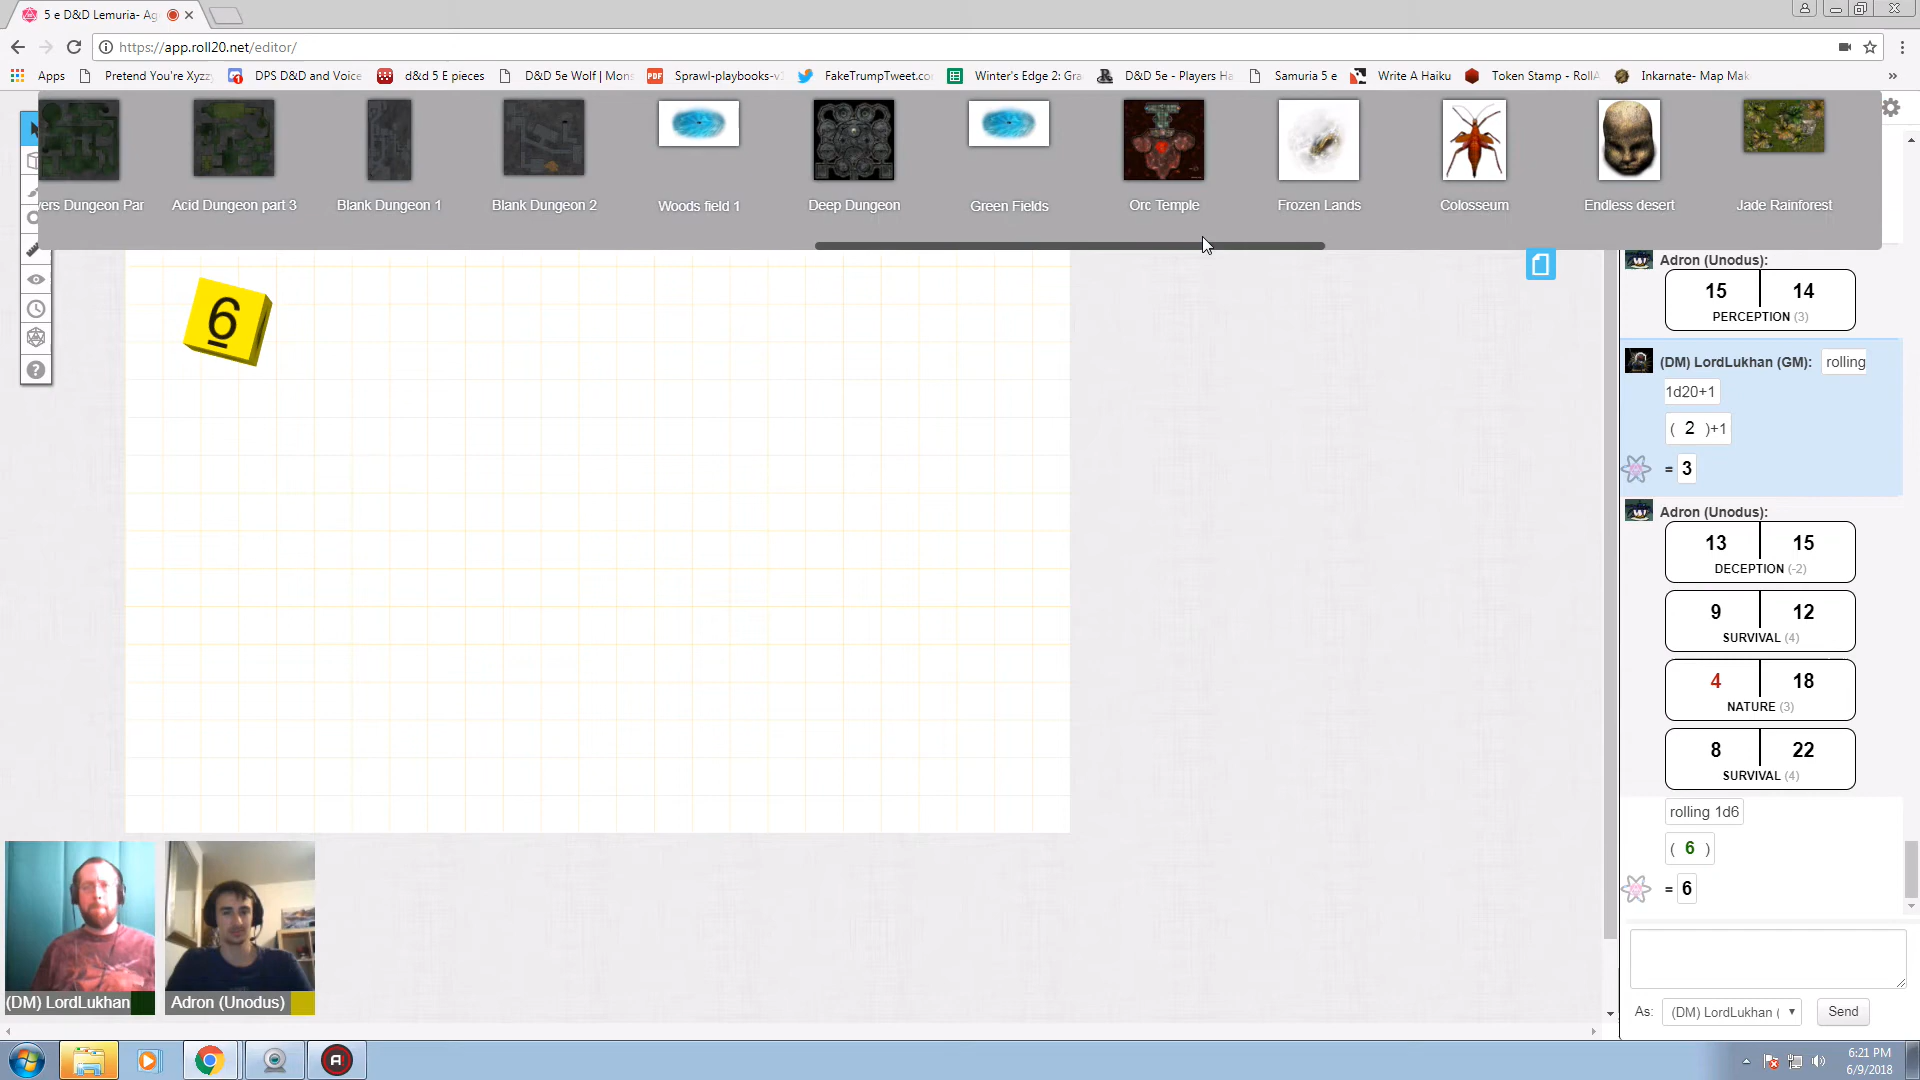 5 e D&D Lemuria- Ag
https://app.roll20.net/editor/
Apps
Pretend You're Xyzz
DPS D&D and Voice
d&d 5 E pieces
D&D 5e Wolf | Mons
Sprawl-playbooks-v
FakeTrumpTweet.co
Winter's Edge 2: Gra
D&D 5e - Players Ha
Samuria 5 e
Write A Haiku
Token Stamp - RollA
Inkarnate- Map Mak
»
vers Dungeon Par
Acid Dungeon part 3
Blank Dungeon 1
Blank Dungeon 2
Woods field 1
Deep Dungeon
Green Fields
Orc Temple
Frozen Lands
Colosseum
Endless desert
Jade Rainforest
6
Adron (Unodus):
15 14
PERCEPTION (3)
(DM) LordLukhan (GM): rolling
1d20+1
( 2 )+1
= 3
Adron (Unodus):
13 15
DECEPTION (-2)
9 12
SURVIVAL (4)
4 18
NATURE (3)
8 22
SURVIVAL (4)
rolling 1d6
( 6 )
= 6
As: (DM) LordLukhan (
Send
(DM) LordLukhan
Adron (Unodus)
6:21 PM
6/9/2018